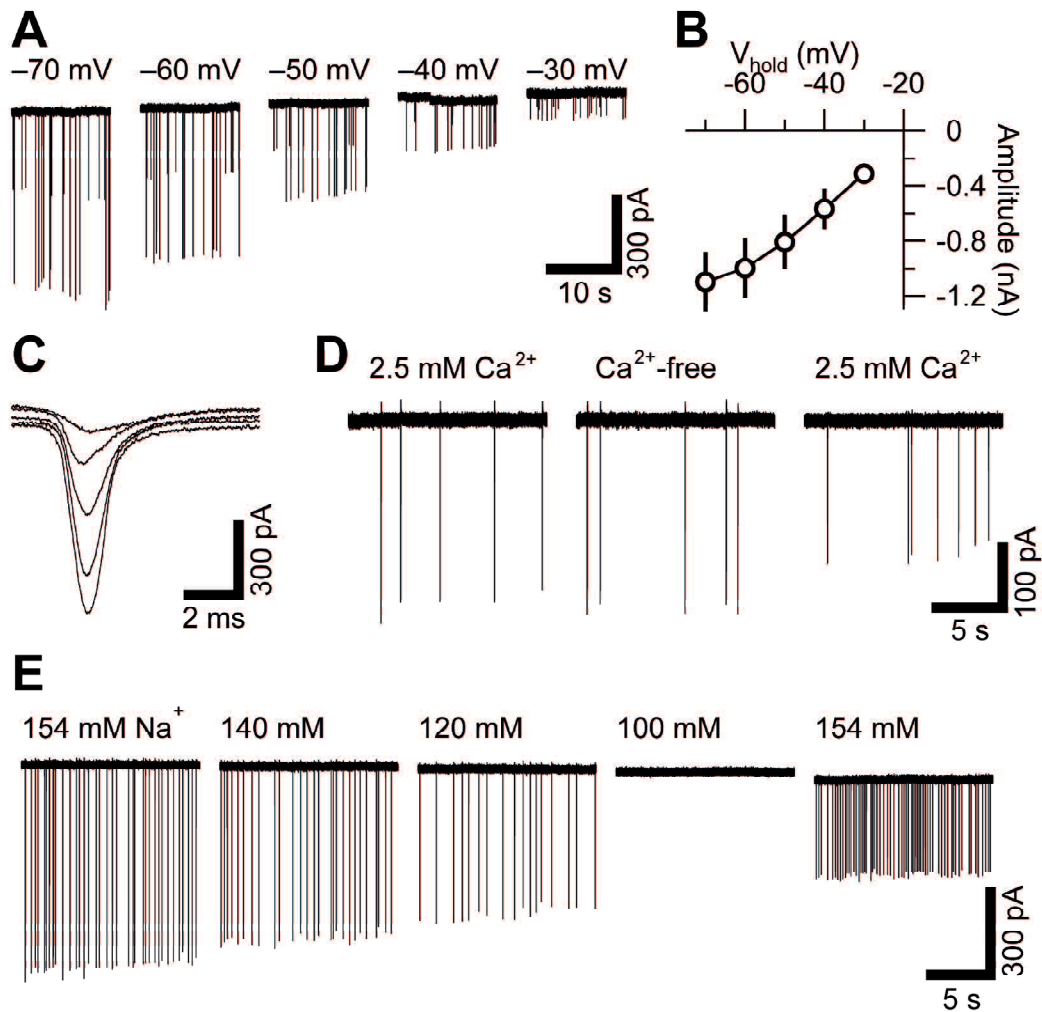 A
–70 mV –60 mV –50 mV –40 mV –30 mV
300 pA
10 s
B
Vhold (mV)
-60 -40 -20
0
-0.4
-0.8
-1.2
Amplitude (nA)
C
300 pA
2 ms
D
2.5 mM Ca2+ Ca2+-free 2.5 mM Ca2+
100 pA
5 s
E
154 mM Na+ 140 mM 120 mM 100 mM 154 mM
300 pA
5 s